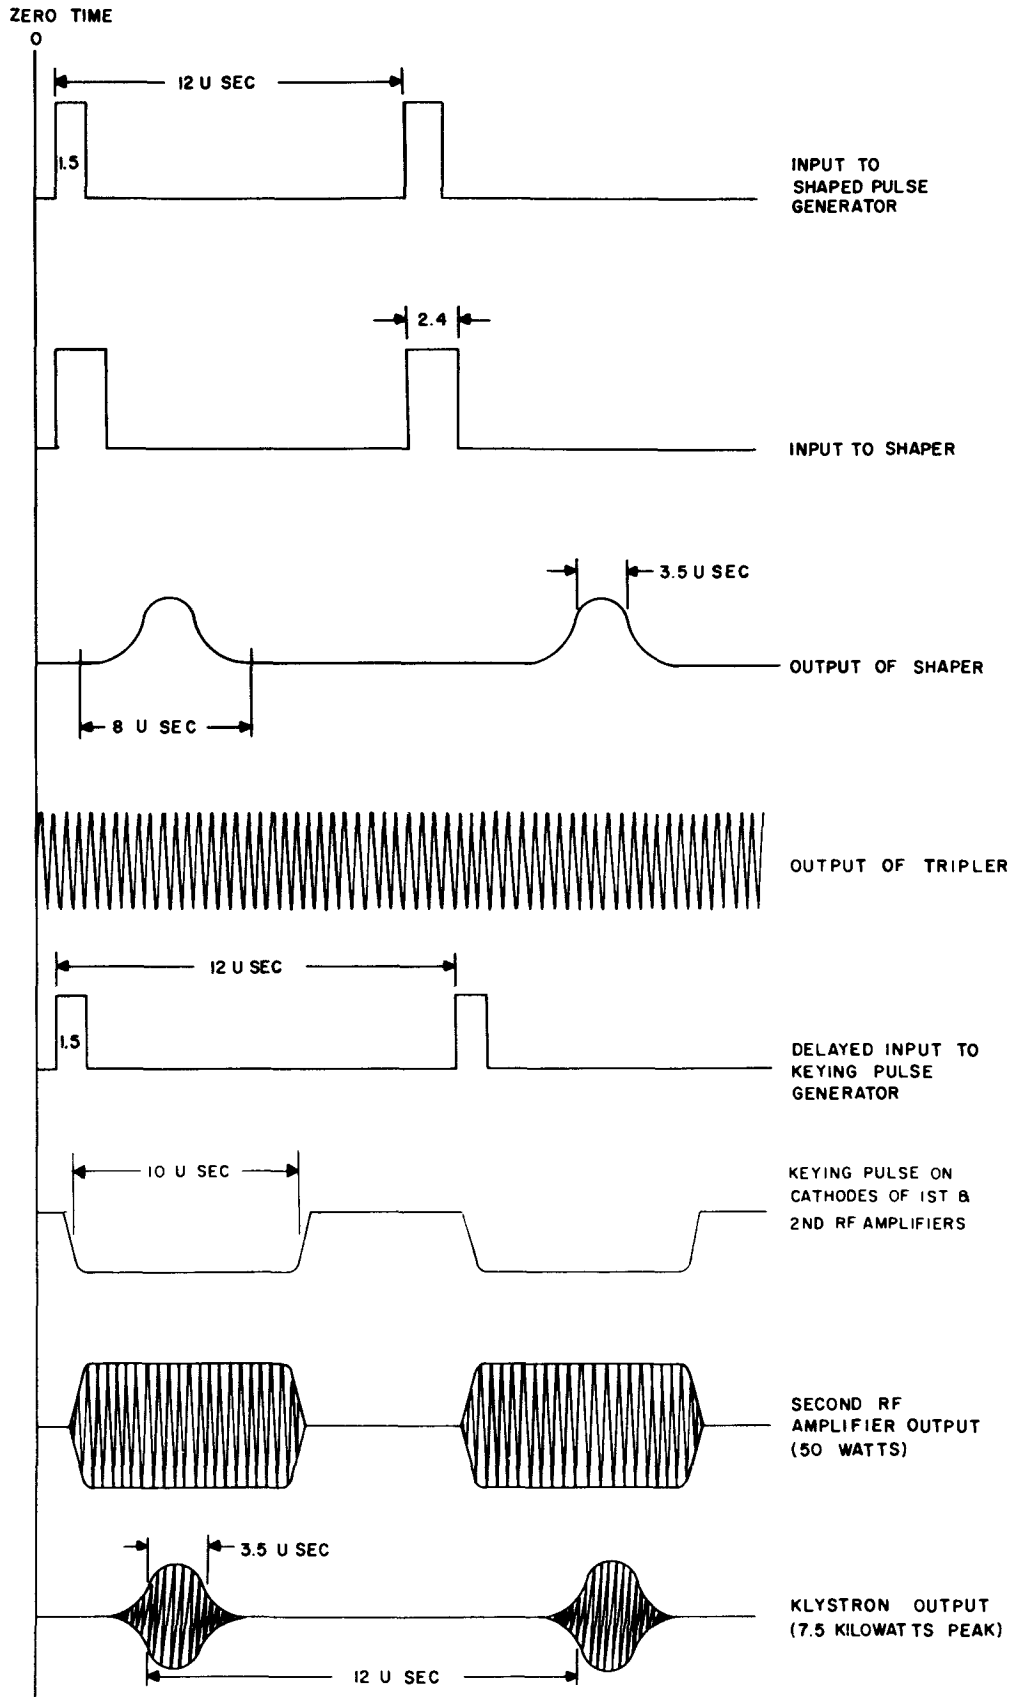 ZERO TIME
0
12 U SEC
1.5
INPUT TO
SHAPED PULSE
GENERATOR
2.4
INPUT TO SHAPER
3.5 U SEC
OUTPUT OF SHAPER
8 U SEC
OUTPUT OF TRIPLER
12 U SEC
1.5
DELAYED INPUT TO
KEYING PULSE
GENERATOR
10 U SEC
KEYING PULSE ON
CATHODES OF 1ST &
2ND RF AMPLIFIERS
SECOND RF
AMPLIFIER OUTPUT
(50 WATTS)
3.5 U SEC
KLYSTRON OUTPUT
(7.5 KILOWATTS PEAK)
12 U SEC